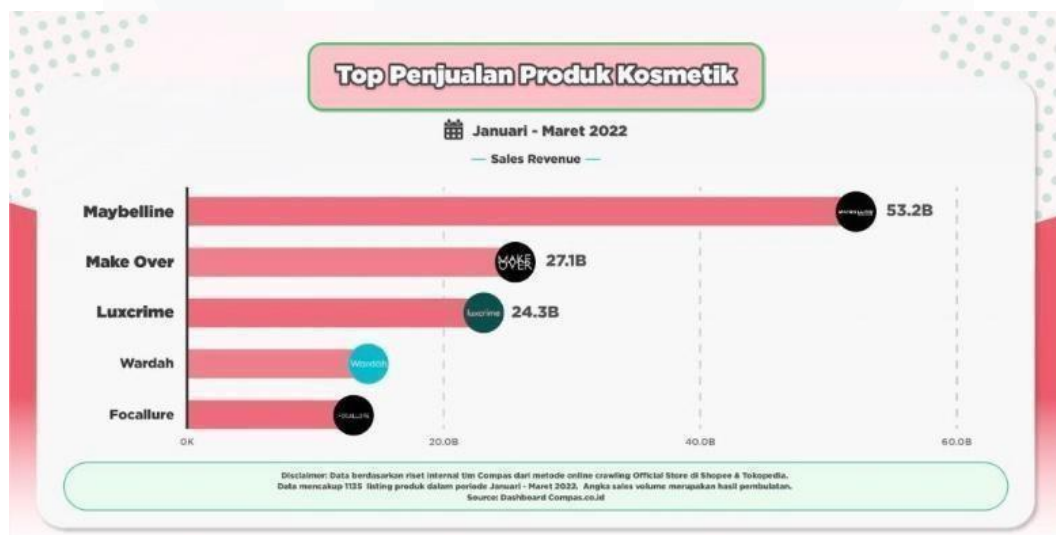 Top Penjualan Produk Kosmetik
Januari - Maret 2022
Sales Revenue
Maybelline
MAYBELLINE
53.2B
Make Over
MAKE OVER
27.1B
Luxcrime
luxcrime
24.3B
Wardah
Wardah
Focallure
FOCALLURE
0K
20.0B
40.0B
60.0B
Disclaimer: Data berdasarkan riset internal tim Compas dari metode online crawling Official Store di Shopee & Tokopedia.
Data mencakup 1135 listing produk dalam periode Januari - Maret 2022. Angka sales volume merupakan hasil pembulatan.
Source: Dashboard Compas.co.id